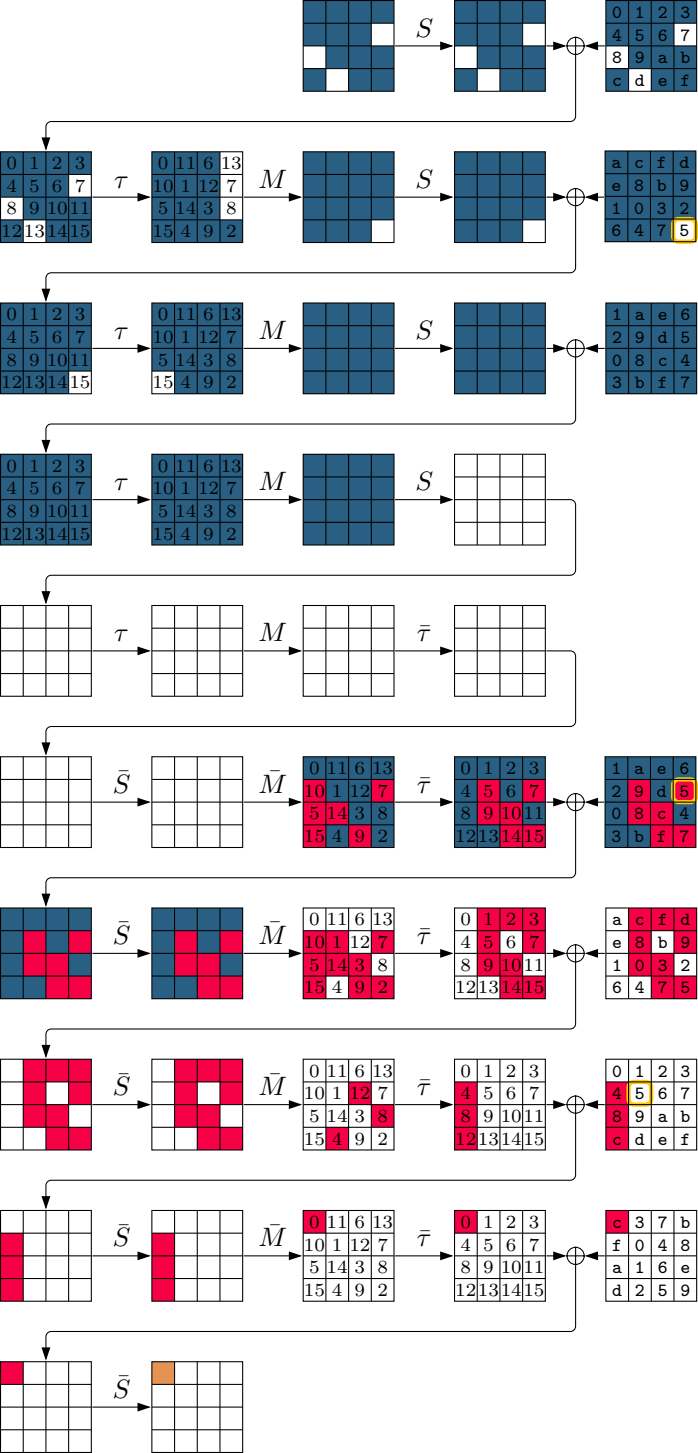 S
⊕
0 1 2 3
4 5 6 7
8 9 a b
c d e f
0 1 2 3
4 5 6 7
8 9 10 11
12 13 14 15
τ
0 11 6 13
10 1 12 7
5 14 3 8
15 4 9 2
M
S
⊕
a c f d
e 8 b 9
1 0 3 2
6 4 7 5
0 1 2 3
4 5 6 7
8 9 10 11
12 13 14 15
τ
0 11 6 13
10 1 12 7
5 14 3 8
15 4 9 2
M
S
⊕
1 a e 6
2 9 d 5
0 8 c 4
3 b f 7
0 1 2 3
4 5 6 7
8 9 10 11
12 13 14 15
τ
0 11 6 13
10 1 12 7
5 14 3 8
15 4 9 2
M
S
τ
M
τ̄
S̄
M̄
0 11 6 13
10 1 12 7
5 14 3 8
15 4 9 2
τ̄
0 1 2 3
4 5 6 7
8 9 10 11
12 13 14 15
⊕
1 a e 6
2 9 d 5
0 8 c 4
3 b f 7
S̄
M̄
0 11 6 13
10 1 12 7
5 14 3 8
15 4 9 2
τ̄
0 1 2 3
4 5 6 7
8 9 10 11
12 13 14 15
⊕
a c f d
e 8 b 9
1 0 3 2
6 4 7 5
S̄
M̄
0 11 6 13
10 1 12 7
5 14 3 8
15 4 9 2
τ̄
0 1 2 3
4 5 6 7
8 9 10 11
12 13 14 15
⊕
0 1 2 3
4 5 6 7
8 9 a b
c d e f
S̄
M̄
0 11 6 13
10 1 12 7
5 14 3 8
15 4 9 2
τ̄
0 1 2 3
4 5 6 7
8 9 10 11
12 13 14 15
⊕
c 3 7 b
f 0 4 8
a 1 6 e
d 2 5 9
S̄